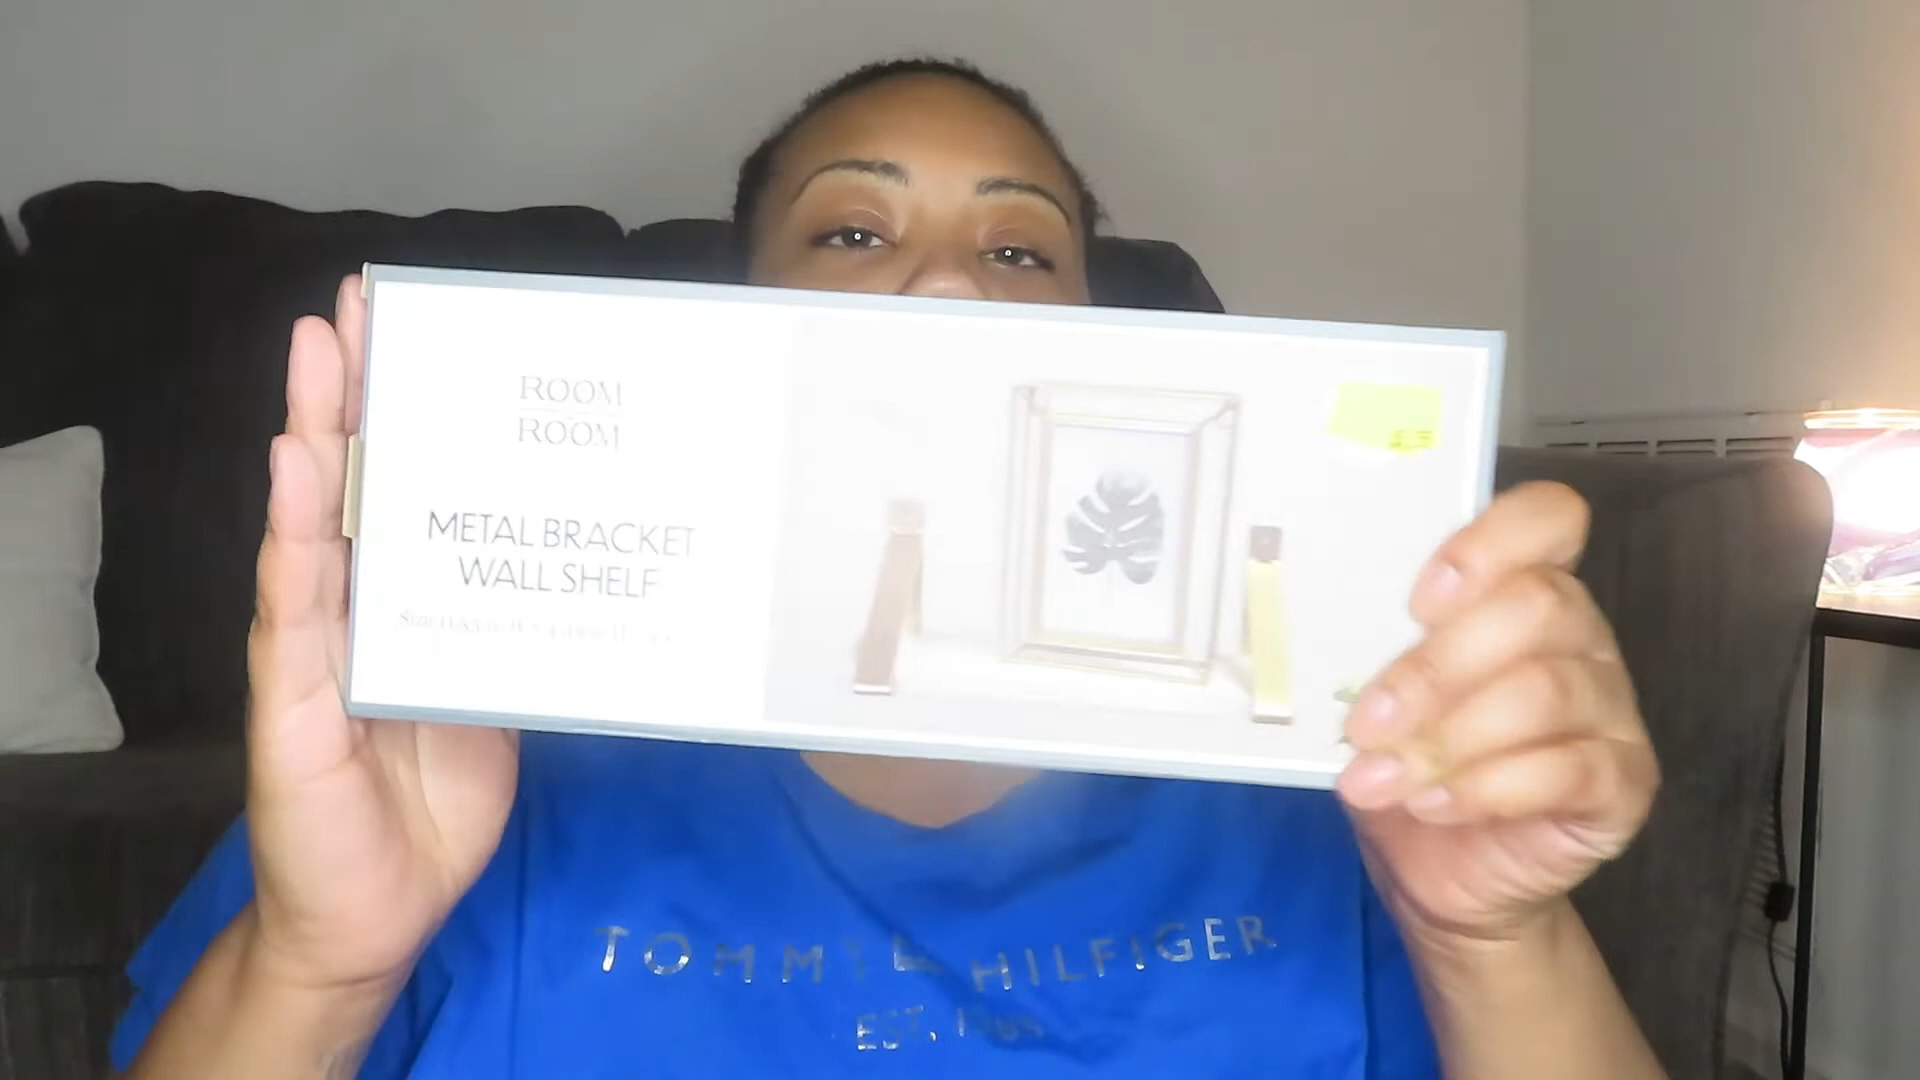 ROOM
ROOM
METAL BRACKET
WALL SHELF
TOMMY HILFIGER
EST.